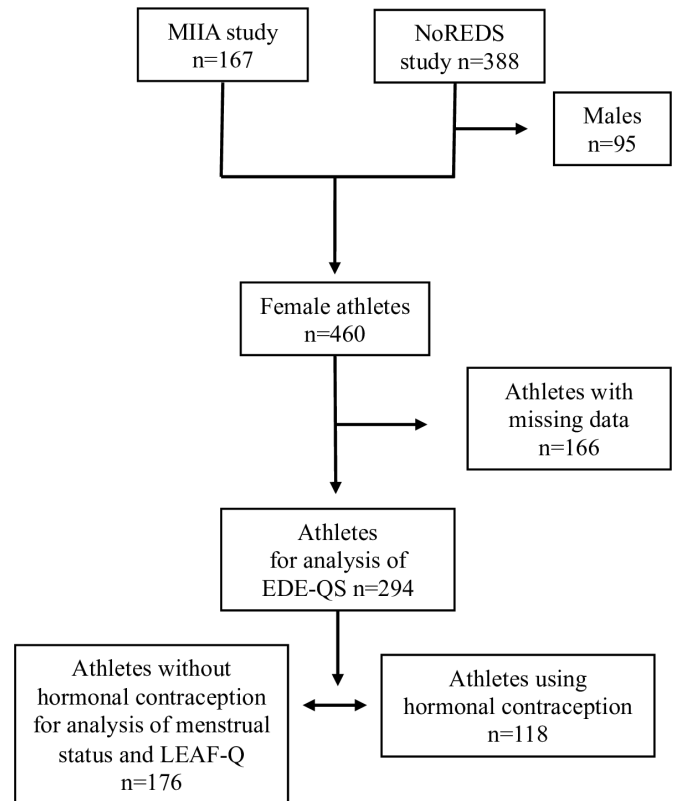 MIIA study
n=167
NoREDS
study n=388
Males
n=95
Female athletes
n=460
Athletes with
missing data
n=166
Athletes
for analysis of
EDE-QS n=294
Athletes without
hormonal contraception
for analysis of menstrual
status and LEAF-Q
n=176
Athletes using
hormonal contraception
n=118